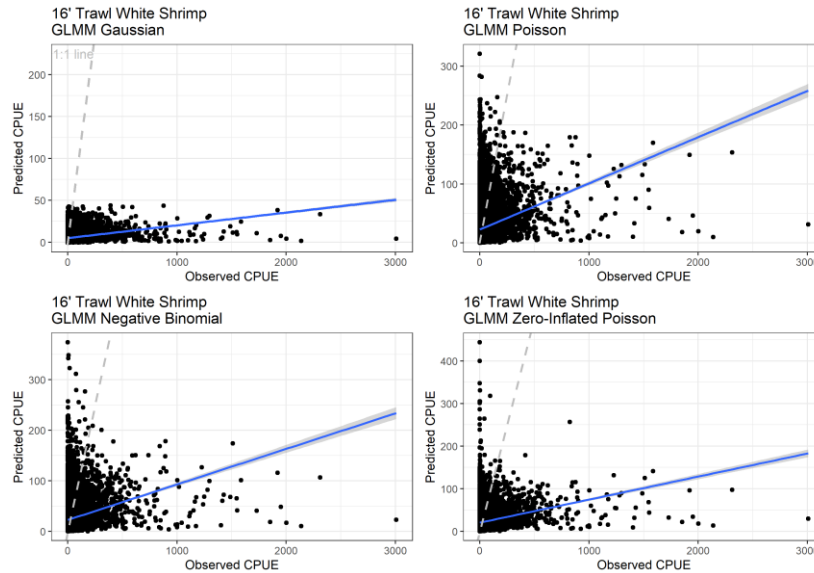 16' Trawl White Shrimp
GLMM Gaussian
1:1 line
200
150
100
50
0
Predicted CPUE
0
1000
2000
3000
Observed CPUE
16' Trawl White Shrimp
GLMM Poisson
300
200
100
0
Predicted CPUE
0
1000
2000
300
Observed CPUE
16' Trawl White Shrimp
GLMM Negative Binomial
300
200
100
0
Predicted CPUE
0
1000
2000
3000
Observed CPUE
16' Trawl White Shrimp
GLMM Zero-Inflated Poisson
400
300
200
100
0
Predicted CPUE
0
1000
2000
300
Observed CPUE